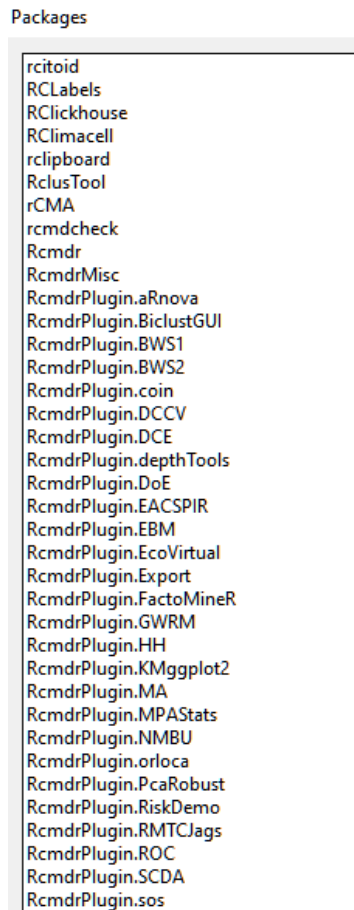 Packages
rcitoid
RCLabels
RClickhouse
RClimacell
rclipboard
RclusTool
rCMA
rcmdcheck
Rcmdr
RcmdrMisc
RcmdrPlugin.aRnova
RcmdrPlugin.BiclustGUI
RcmdrPlugin.BWS1
RcmdrPlugin.BWS2
RcmdrPlugin.coin
RcmdrPlugin.DCCV
RcmdrPlugin.DCE
RcmdrPlugin.depthTools
RcmdrPlugin.DoE
RcmdrPlugin.EACSPIR
RcmdrPlugin.EBM
RcmdrPlugin.EcoVirtual
RcmdrPlugin.Export
RcmdrPlugin.FactoMineR
RcmdrPlugin.GWRM
RcmdrPlugin.HH
RcmdrPlugin.KMggplot2
RcmdrPlugin.MA
RcmdrPlugin.MPAStats
RcmdrPlugin.NMBU
RcmdrPlugin.orloca
RcmdrPlugin.PcaRobust
RcmdrPlugin.RiskDemo
RcmdrPlugin.RMTCJags
RcmdrPlugin.ROC
RcmdrPlugin.SCDA
RcmdrPlugin.sos